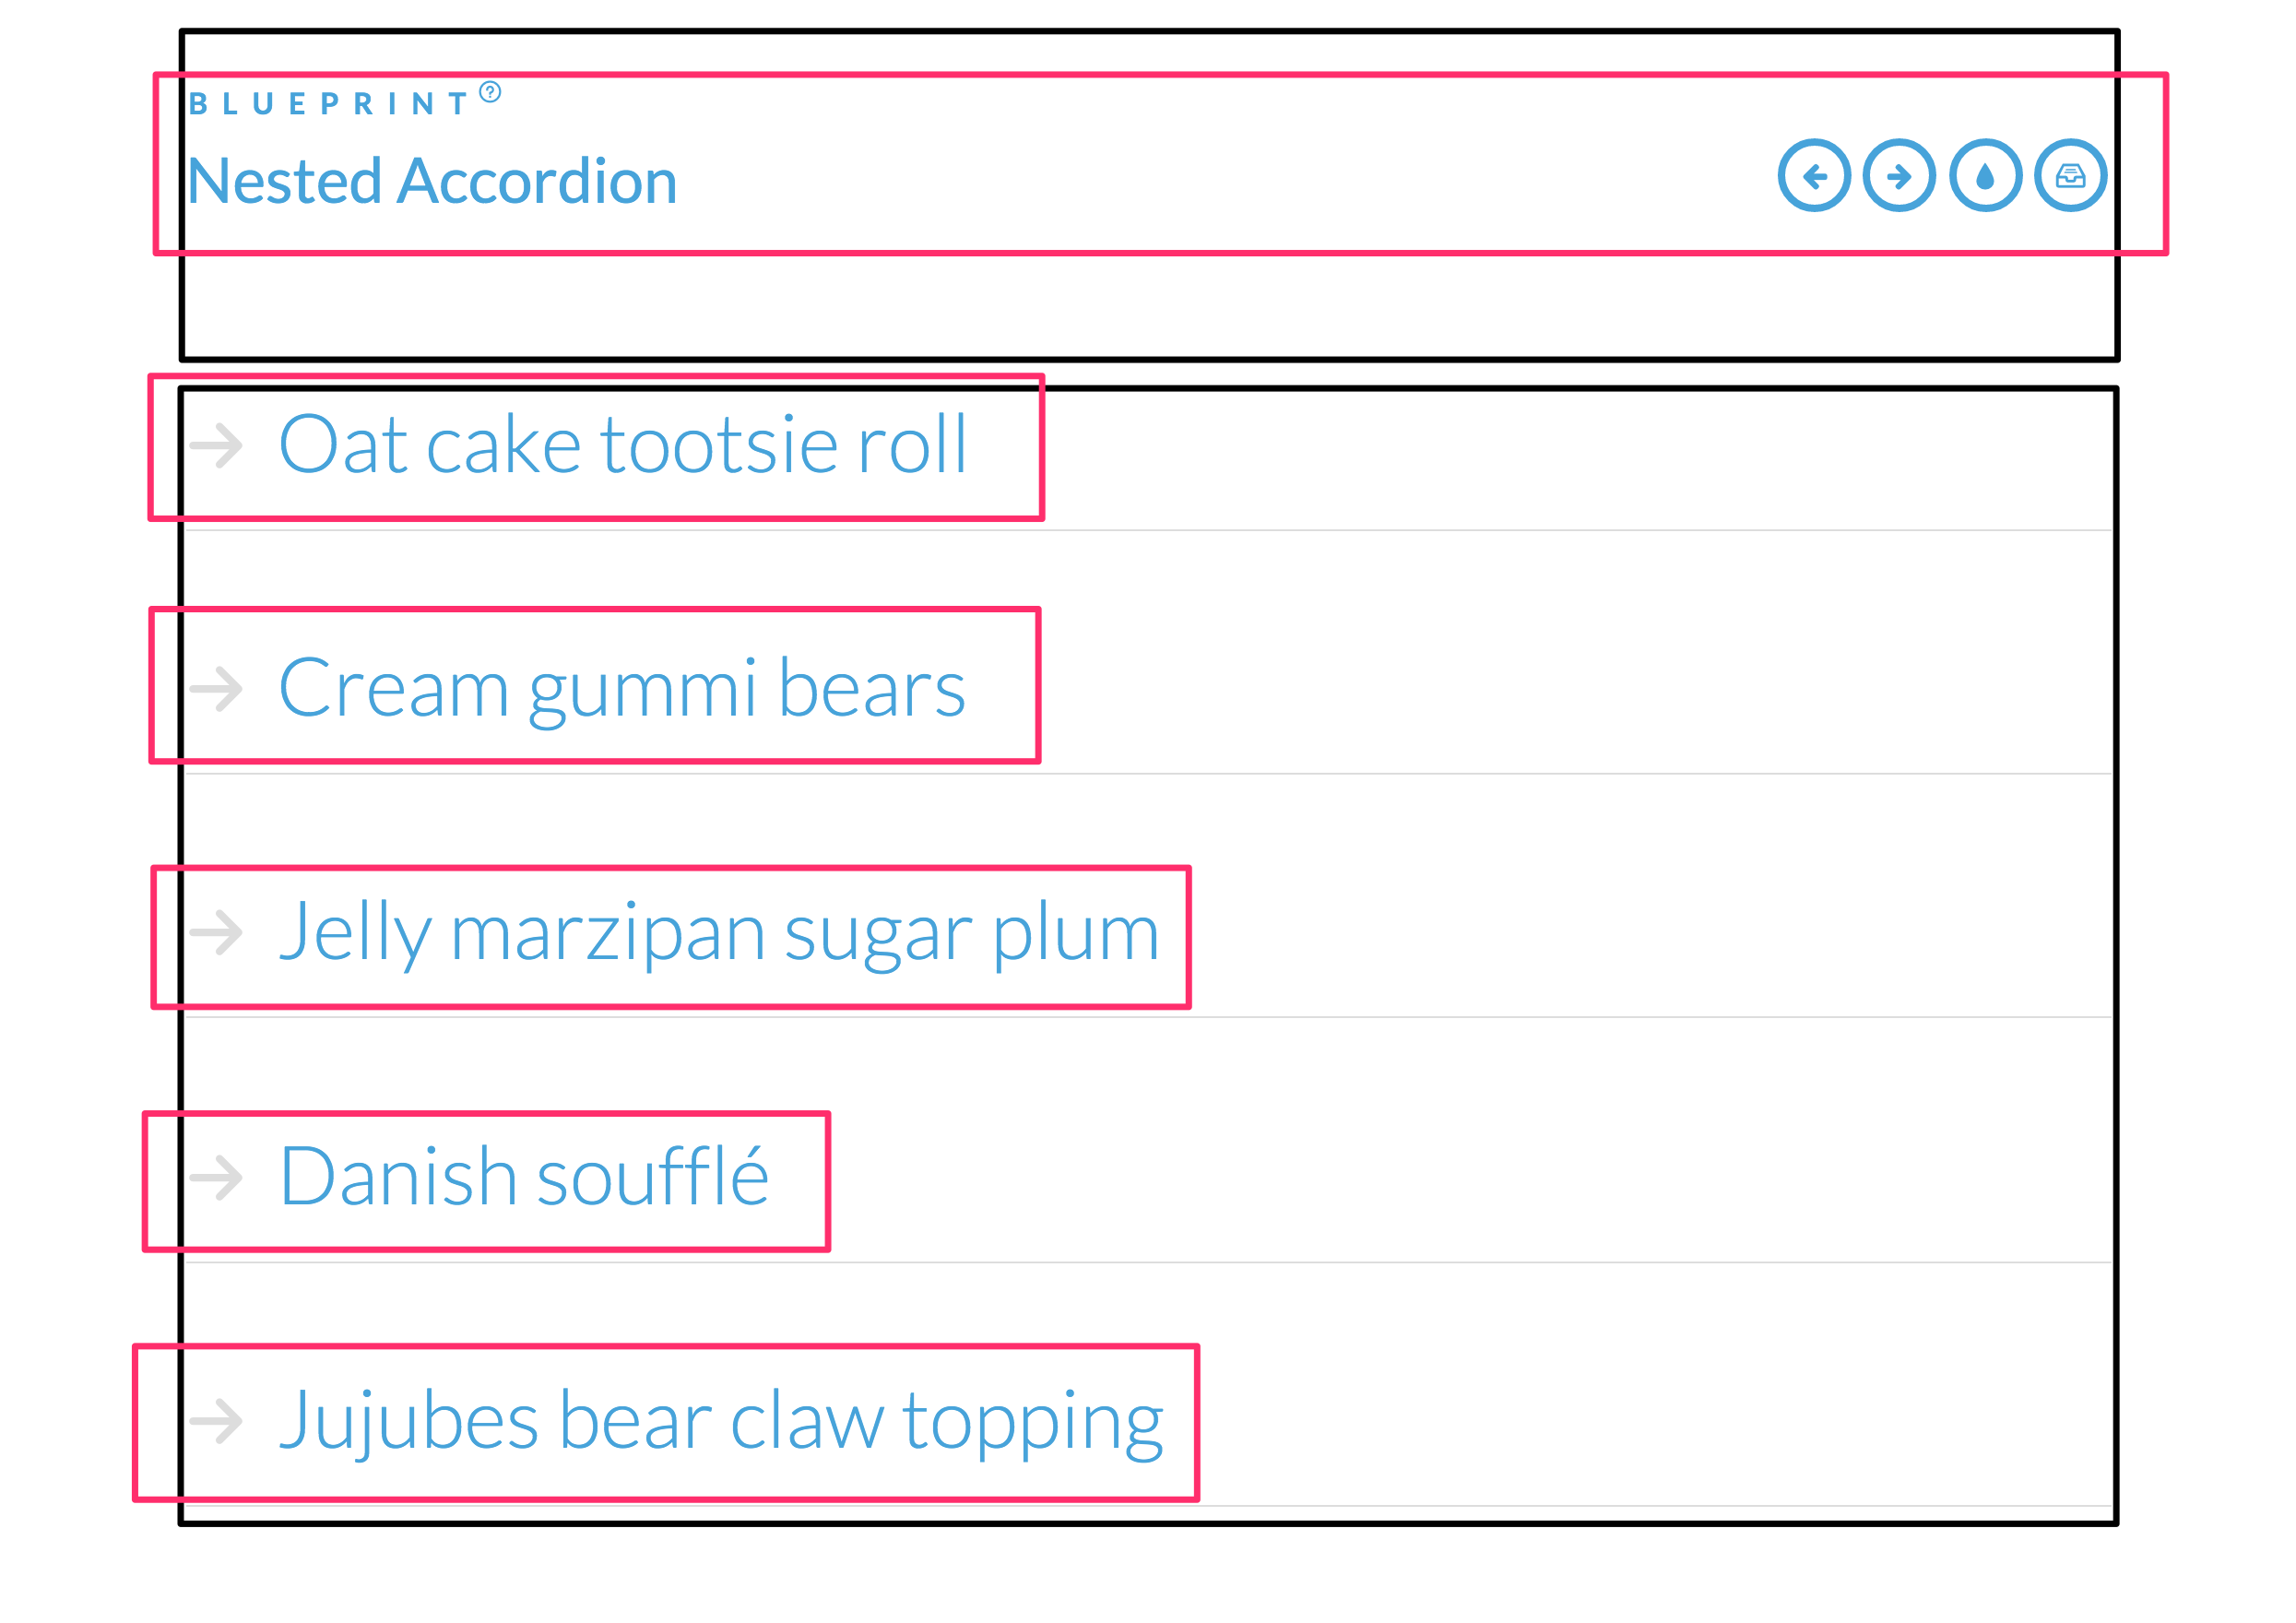 BLUEPRINT?
Nested Accordion
Oat cake tootsie roll
Cream gummi bears
Jelly marzipan sugar plum
Danish soufflé
Jujubes bear claw topping